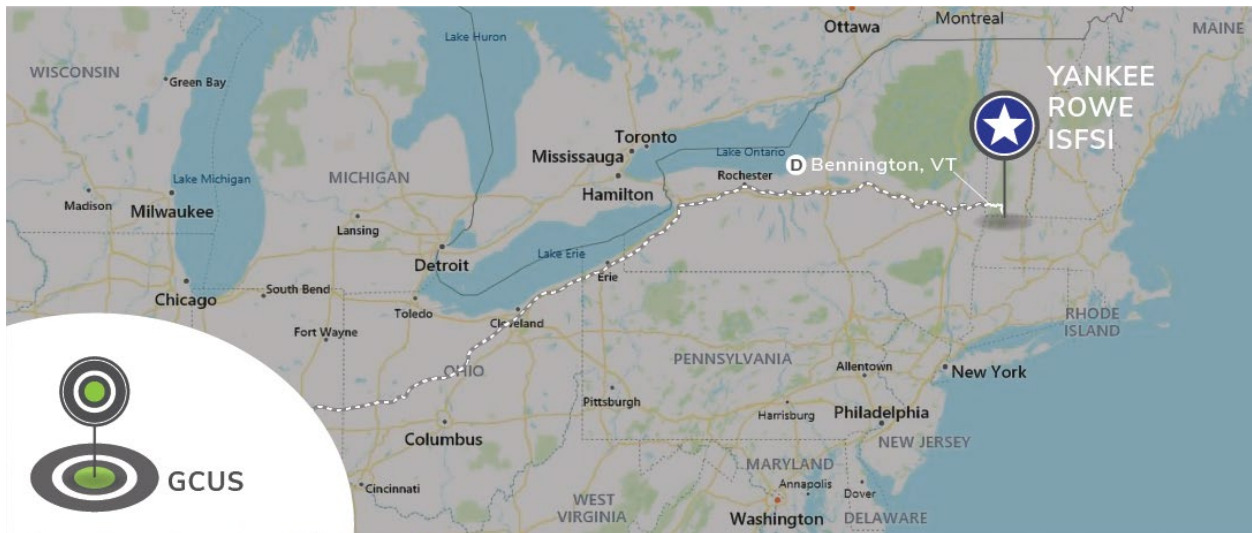 Ottawa
Montreal
MAINE
Lake Huron
WISCONSIN
Green Bay
YANKEE
ROWE
ISFSI
Toronto
Mississauga
Lake Ontario
D Bennington, VT
Rochester
Hamilton
Lake Michigan
MICHIGAN
Madison
Milwaukee
Lansing
Detroit
Lake Erie
Erie
Chicago
South Bend
Toledo
Cleveland
Fort Wayne
OHIO
RHODE
ISLAND
PENNSYLVANIA
Allentown
New York
Pittsburgh
Harrisburg
Philadelphia
Columbus
NEW JERSEY
MARYLAND
Annapolis
Dover
GCUS
Cincinnati
WEST
VIRGINIA
Washington
DELAWARE